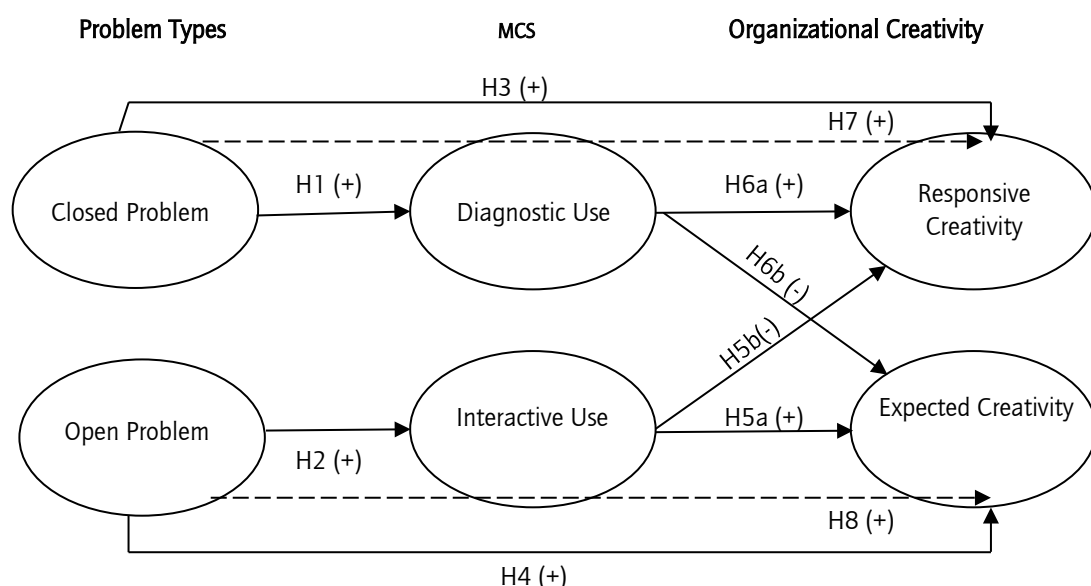 Problem Types
MCS
Organizational Creativity
H3 (+)
H7 (+)
H1 (+)
H6a (+)
Closed Problem
Diagnostic Use
Responsive
Creativity
H6b (-)
H5b(-)
Open Problem
Interactive Use
Expected Creativity
H5a (+)
H2 (+)
H8 (+)
H4 (+)